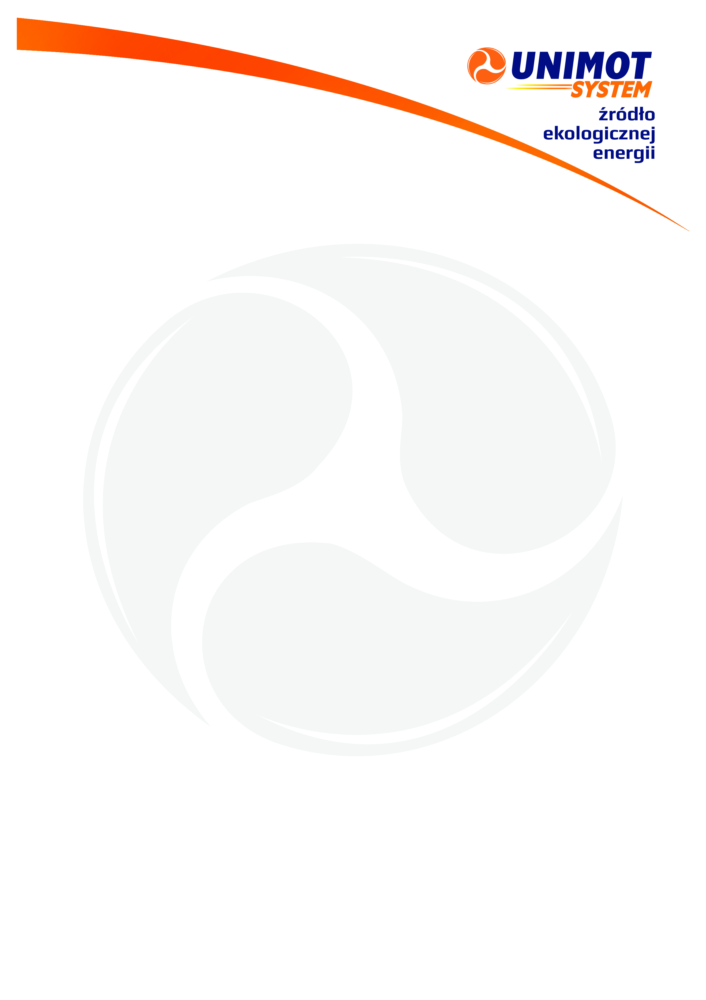 UNIMOT
SYSTEM
źródło
ekologicznej
energii